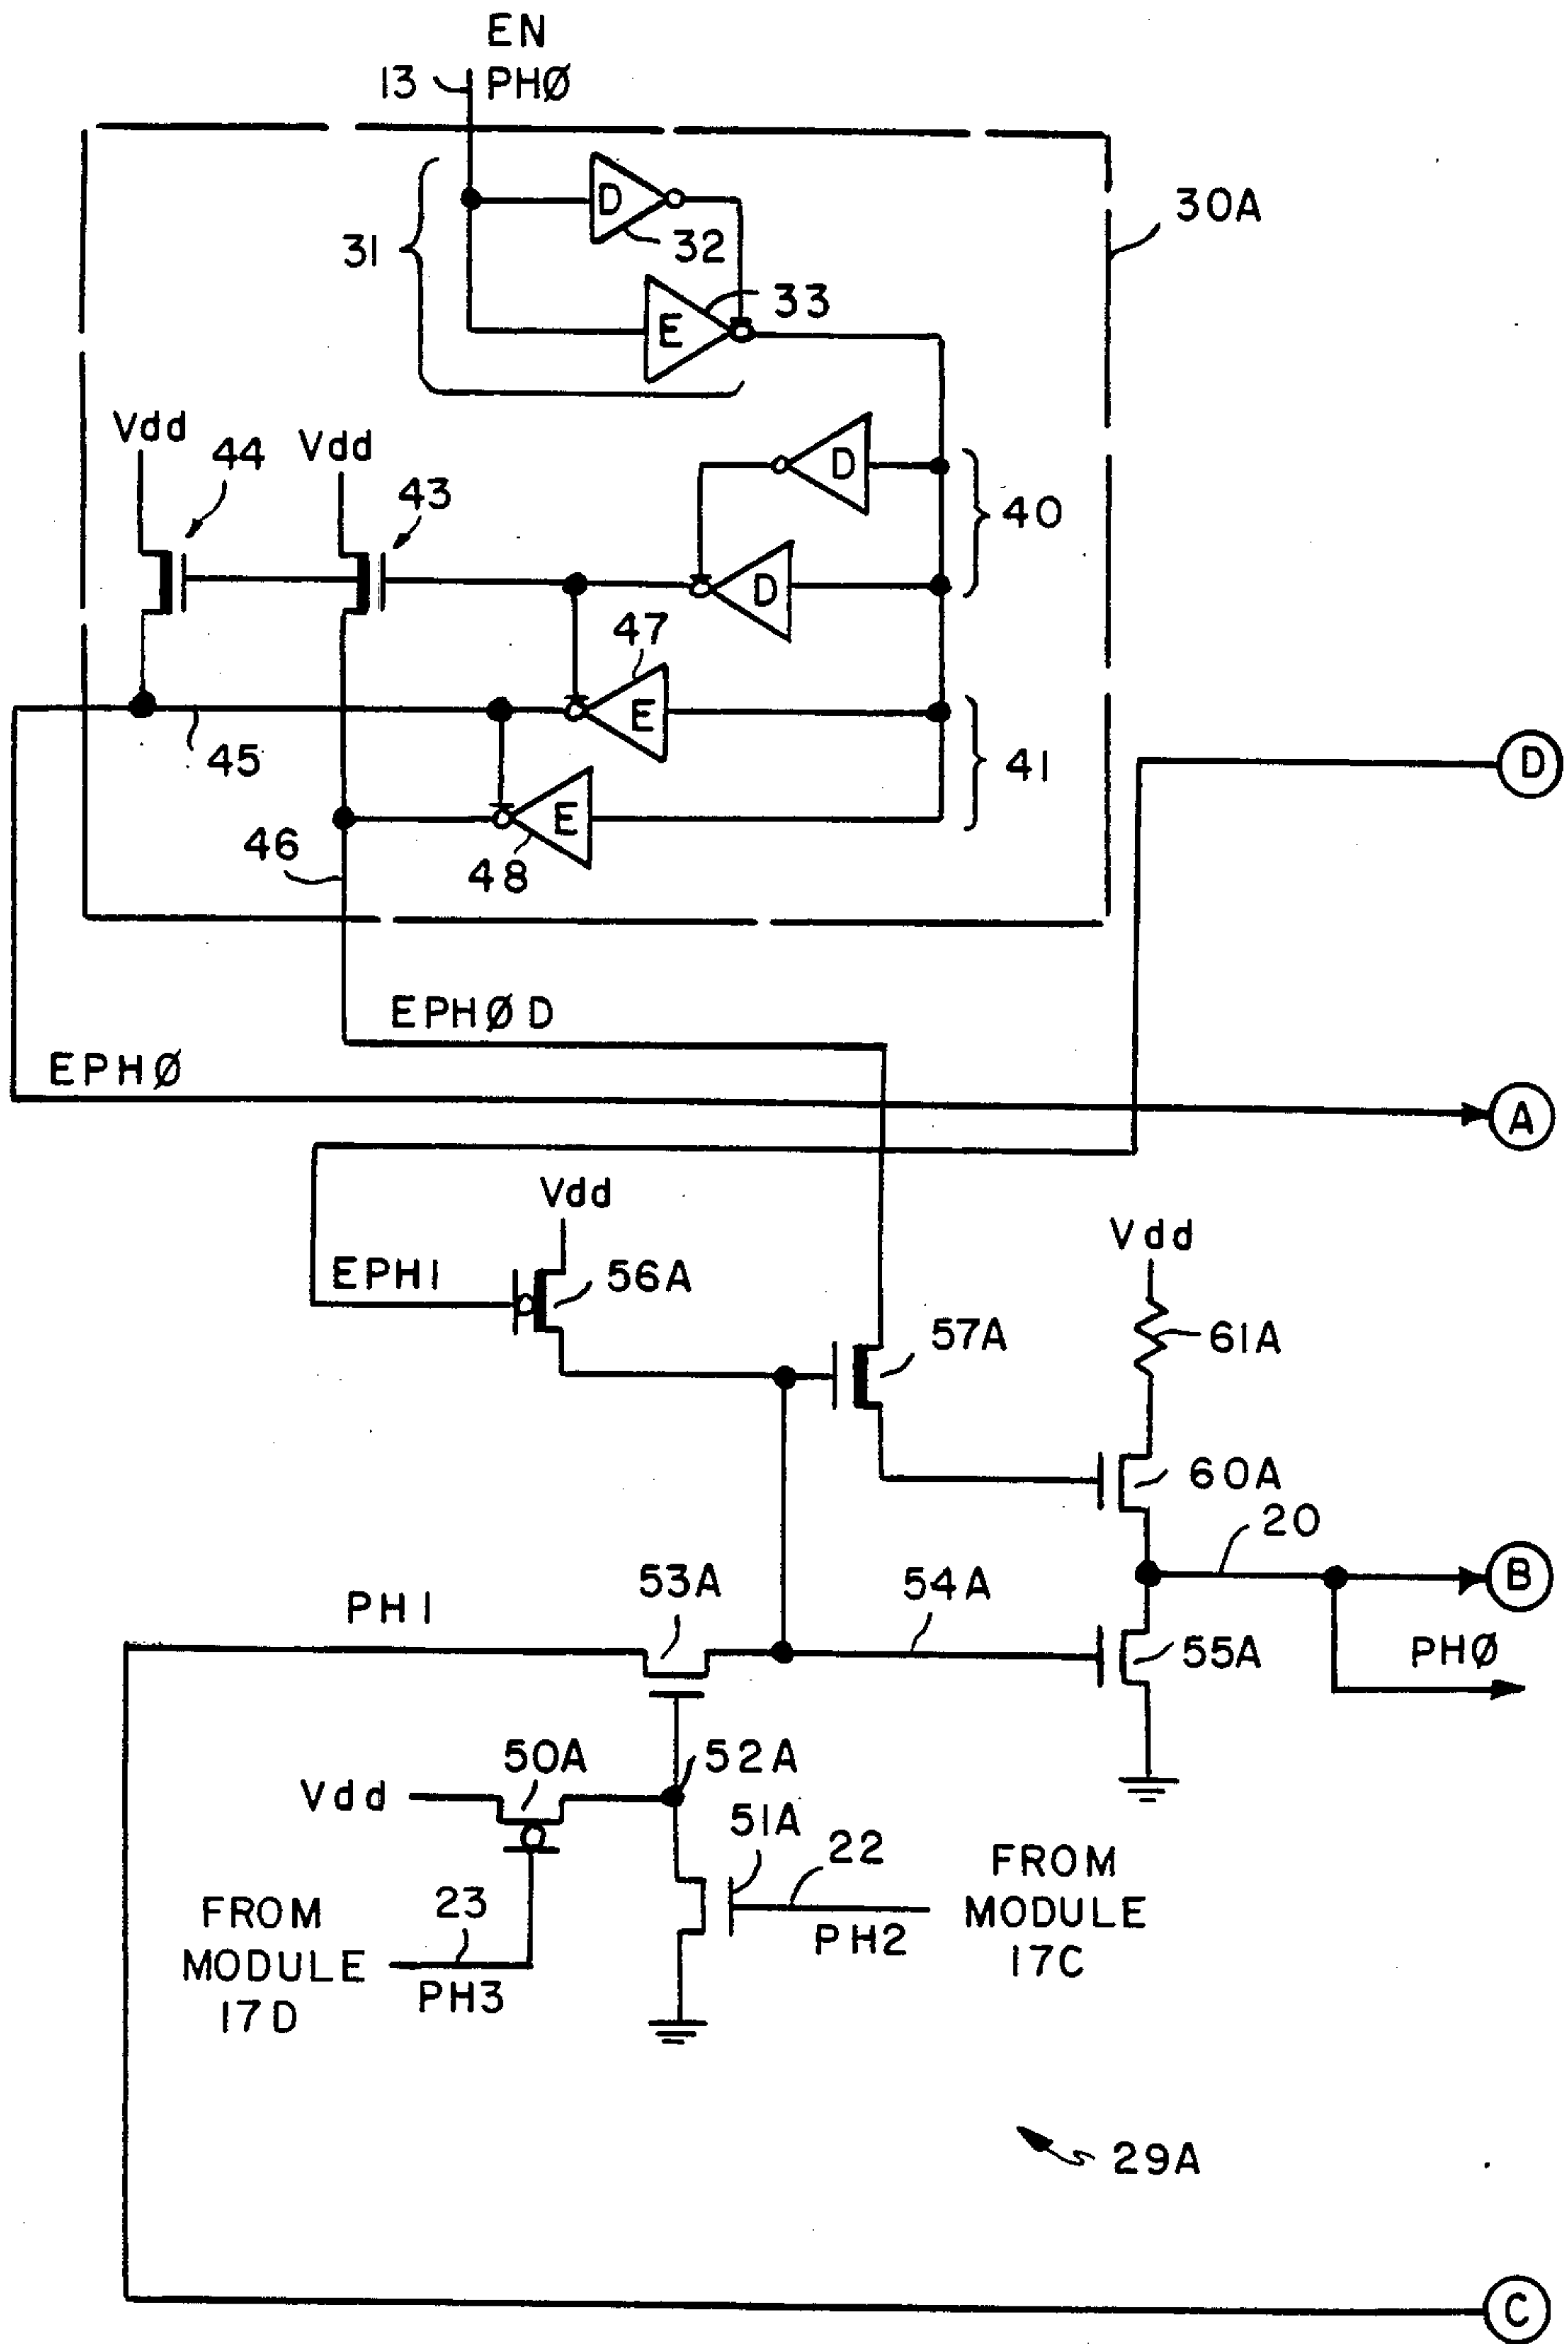 EN
13 PHØ
30A
D
31
32
33
E
Vdd
44
Vdd
43
D
40
D
47
E
45
41
D
E
46
48
EPHØD
EPHØ
A
Vdd
Vdd
EPH1
56A
57A
61A
60A
20
53A
54A
B
PH1
55A
PHØ
50A
52A
Vdd
51A
22
FROM
MODULE
17C
23
FROM
MODULE
17D
PH2
PH3
29A
C